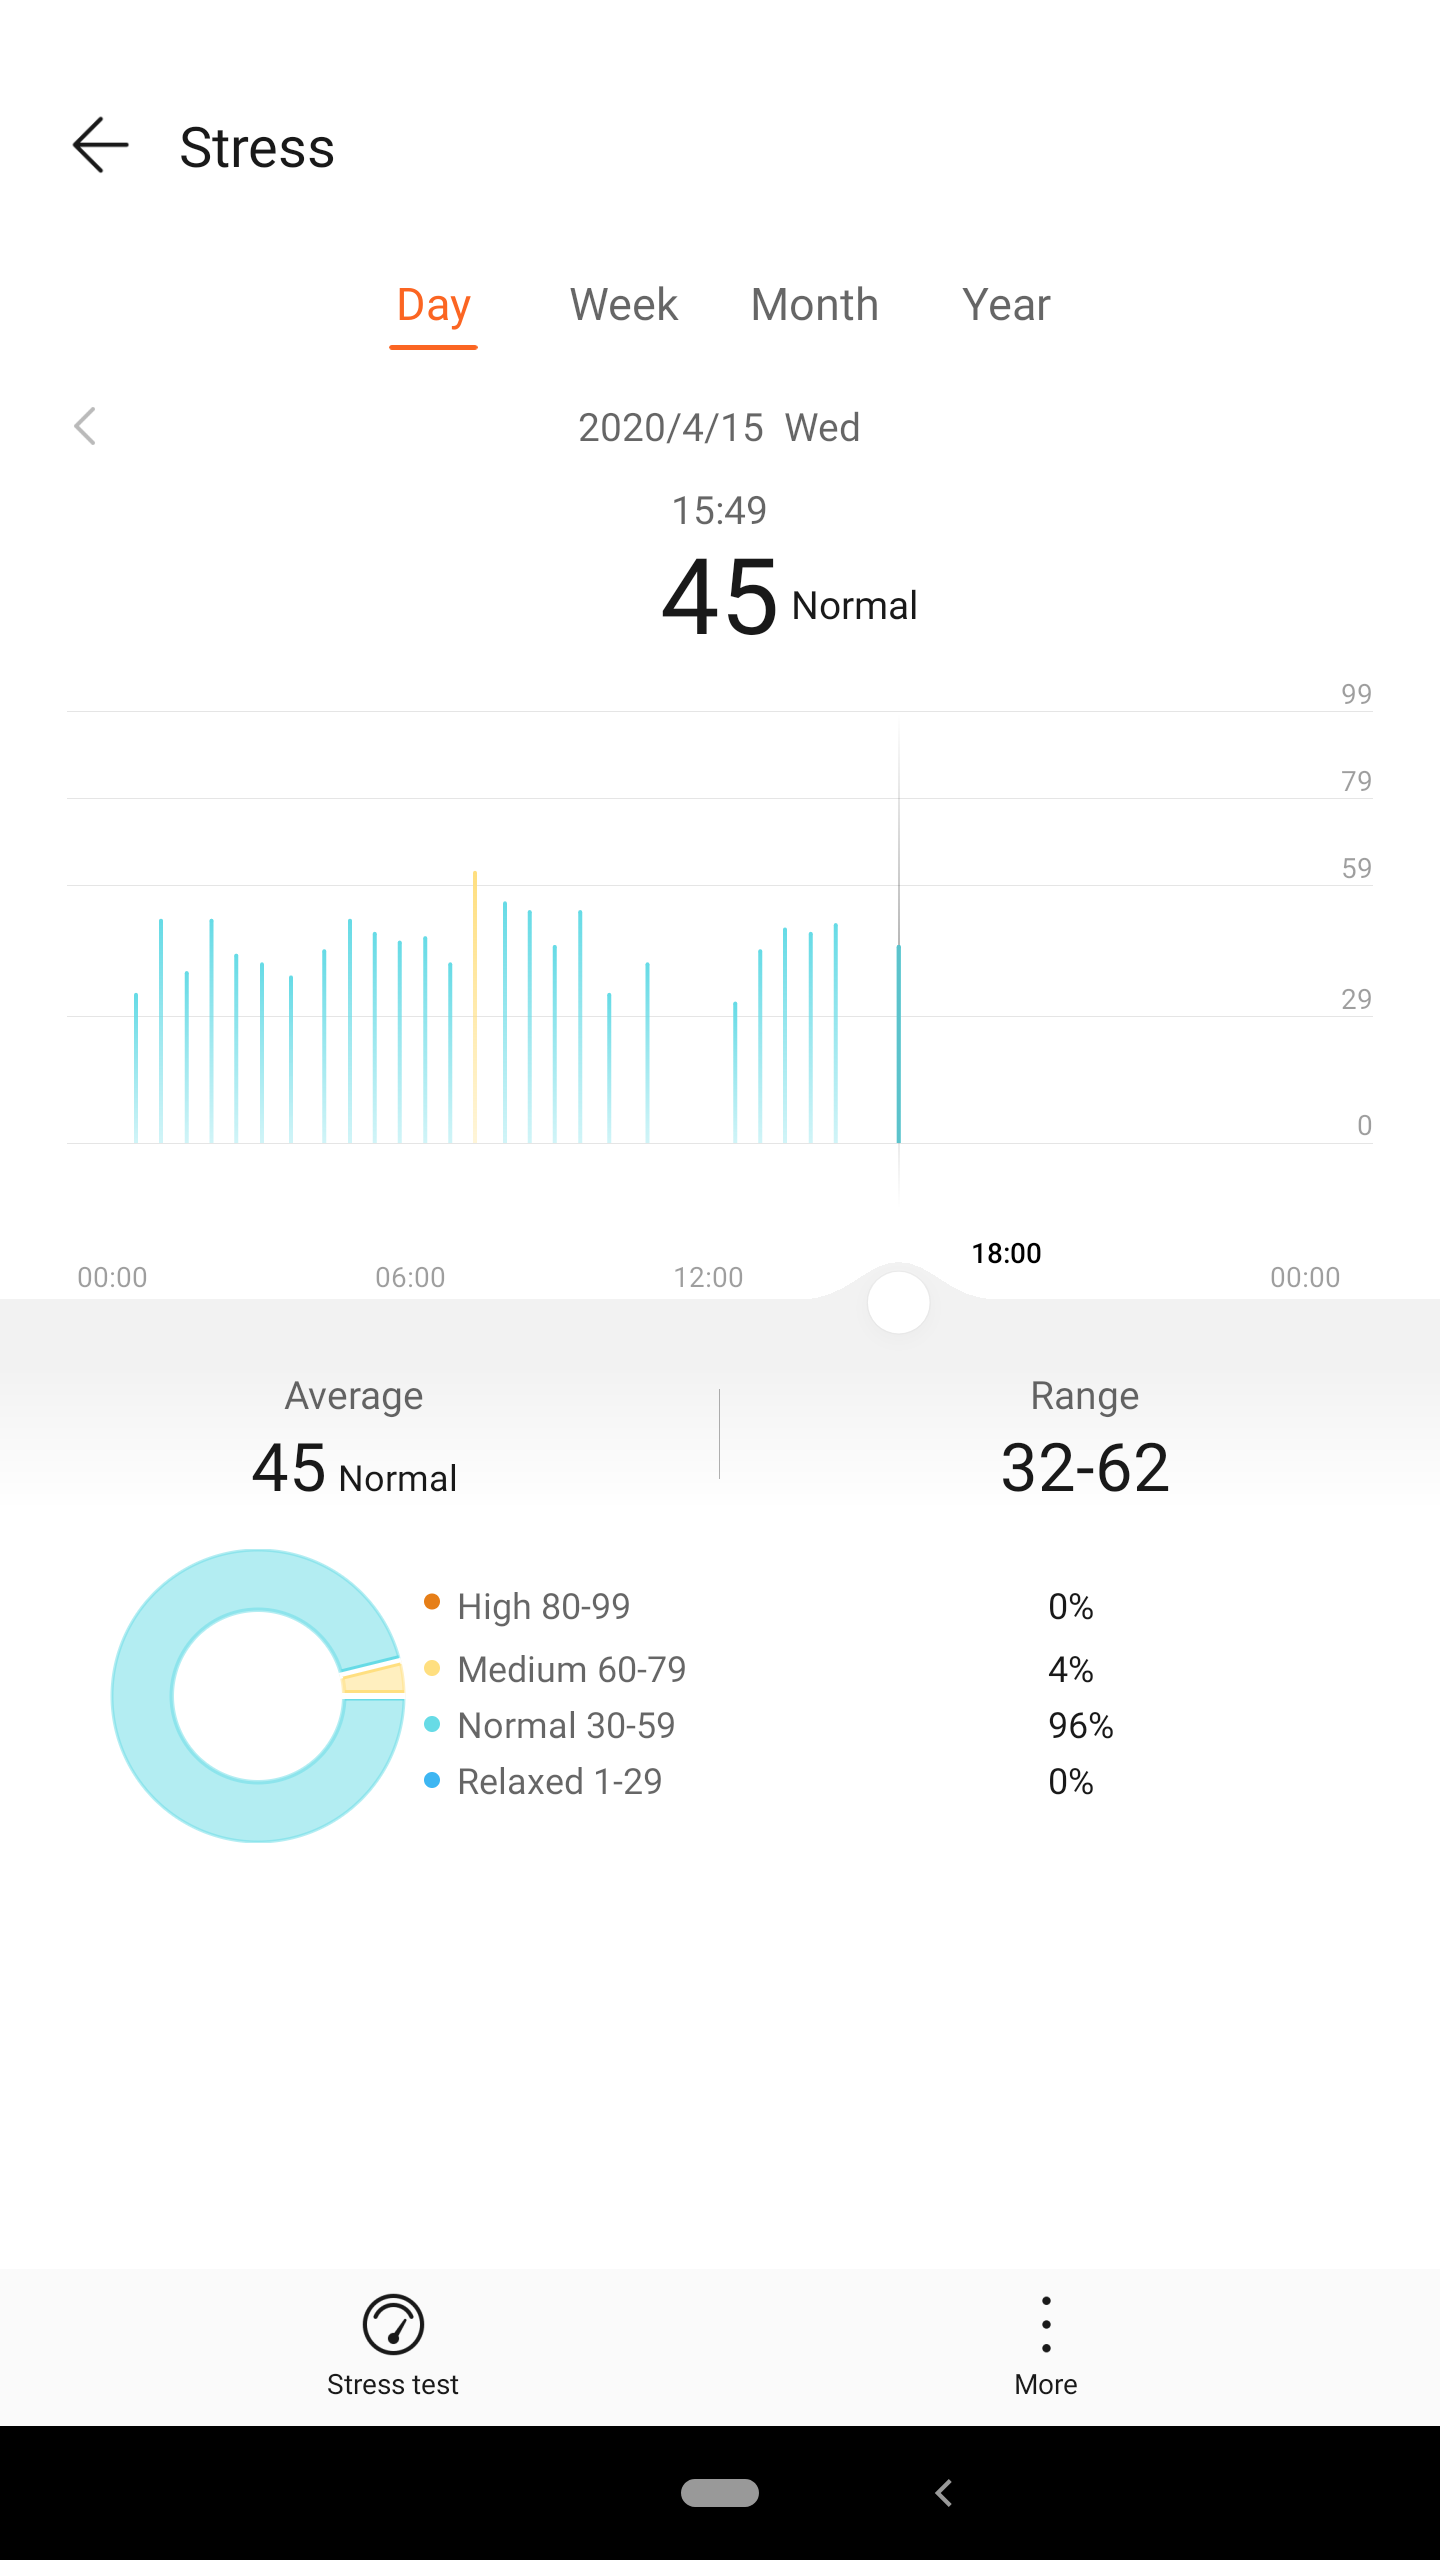 Stress
Day Week Month Year
2020/4/15 Wed
15:49
45 Normal
99
79
59
29
0
18:00
00:00 06:00 12:00 00:00
Average Range
45 Normal 32-62
High 80-99 0%
Medium 60-79 4%
Normal 30-59 96%
Relaxed 1-29 0%
Stress test More